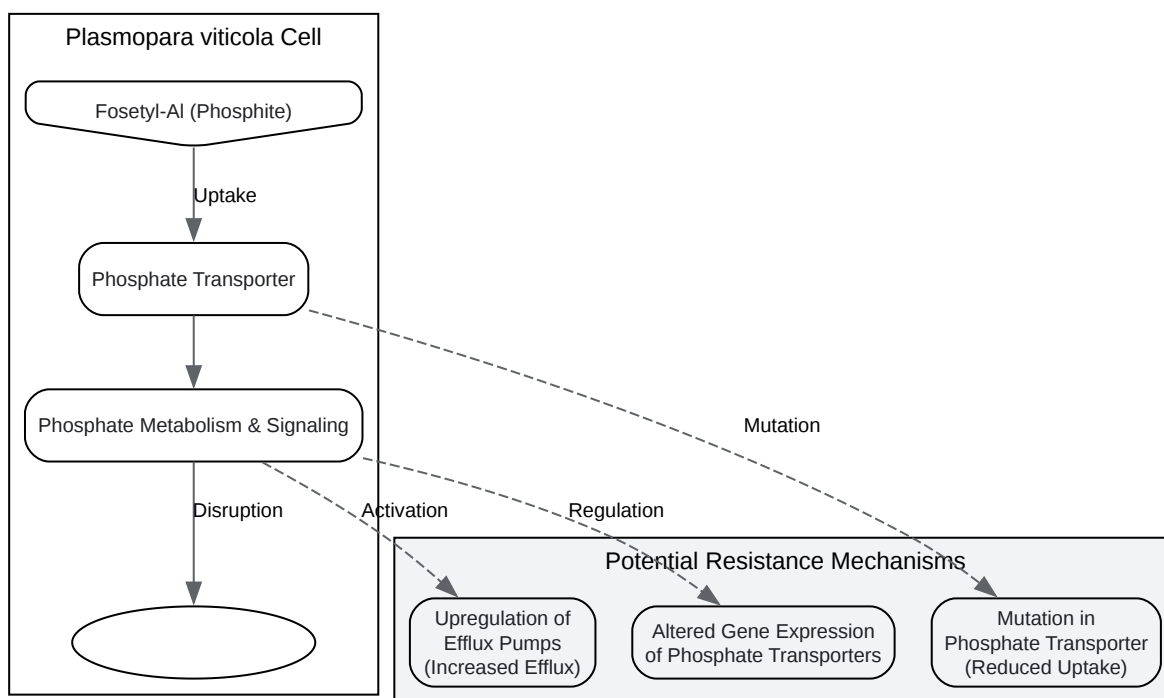 Plasmopara viticola Cell
Fosetyl-Al (Phosphite)
Uptake
Phosphate Transporter
Mutation
Phosphate Metabolism & Signaling
Disruption
Activation
Regulation
Potential Resistance Mechanisms
Upregulation of
Efflux Pumps
(Increased Efflux)
Altered Gene Expression
of Phosphate Transporters
Mutation in
Phosphate Transporter
(Reduced Uptake)